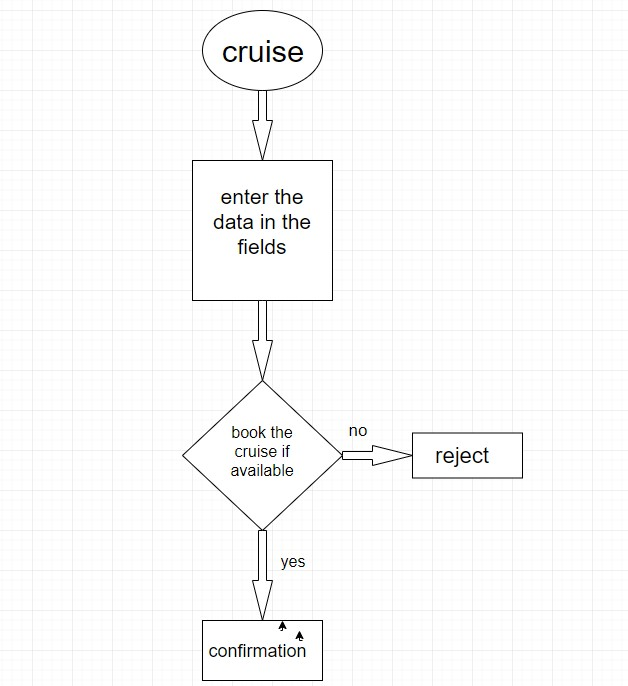 cruise
enter the
data in the
fields
book the
cruise if
available
no
reject
yes
confirmation